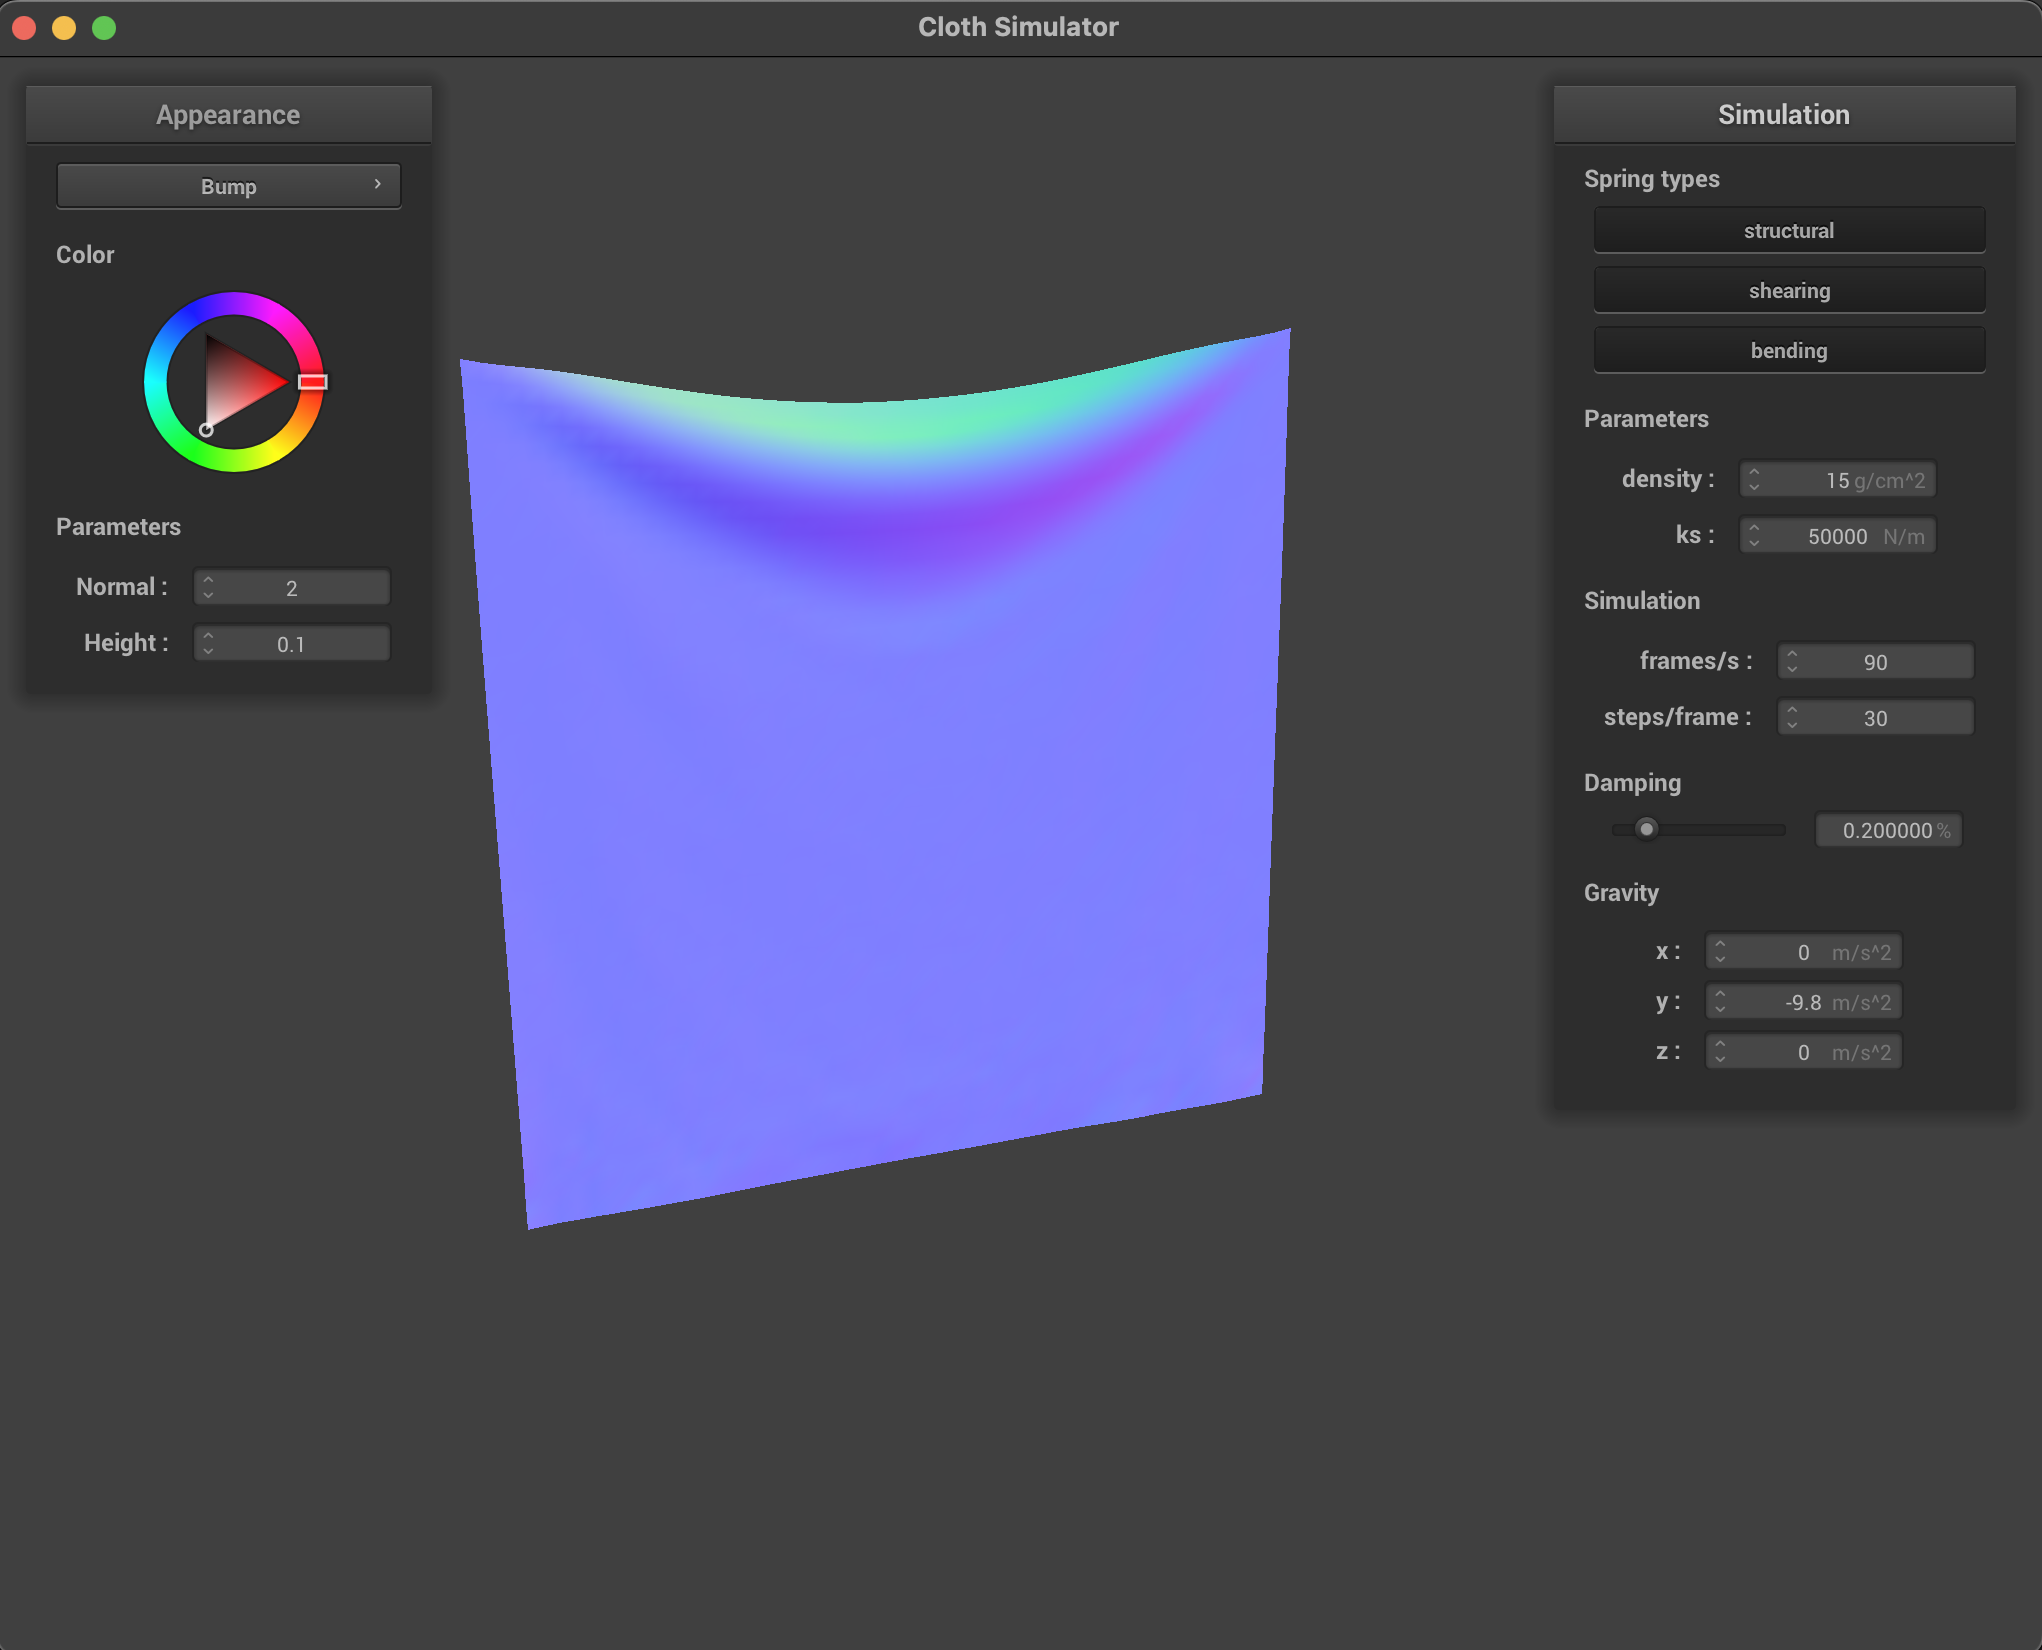 Cloth Simulator
Appearance
Bump
Color
Parameters
Normal : 2
Height : 0.1
Simulation
Spring types
structural
shearing
bending
Parameters
density : 15 g/cm^2
ks : 50000 N/m
Simulation
frames/s : 90
steps/frame : 30
Damping
0.200000 %
Gravity
x : 0 m/s^2
y : -9.8 m/s^2
z : 0 m/s^2